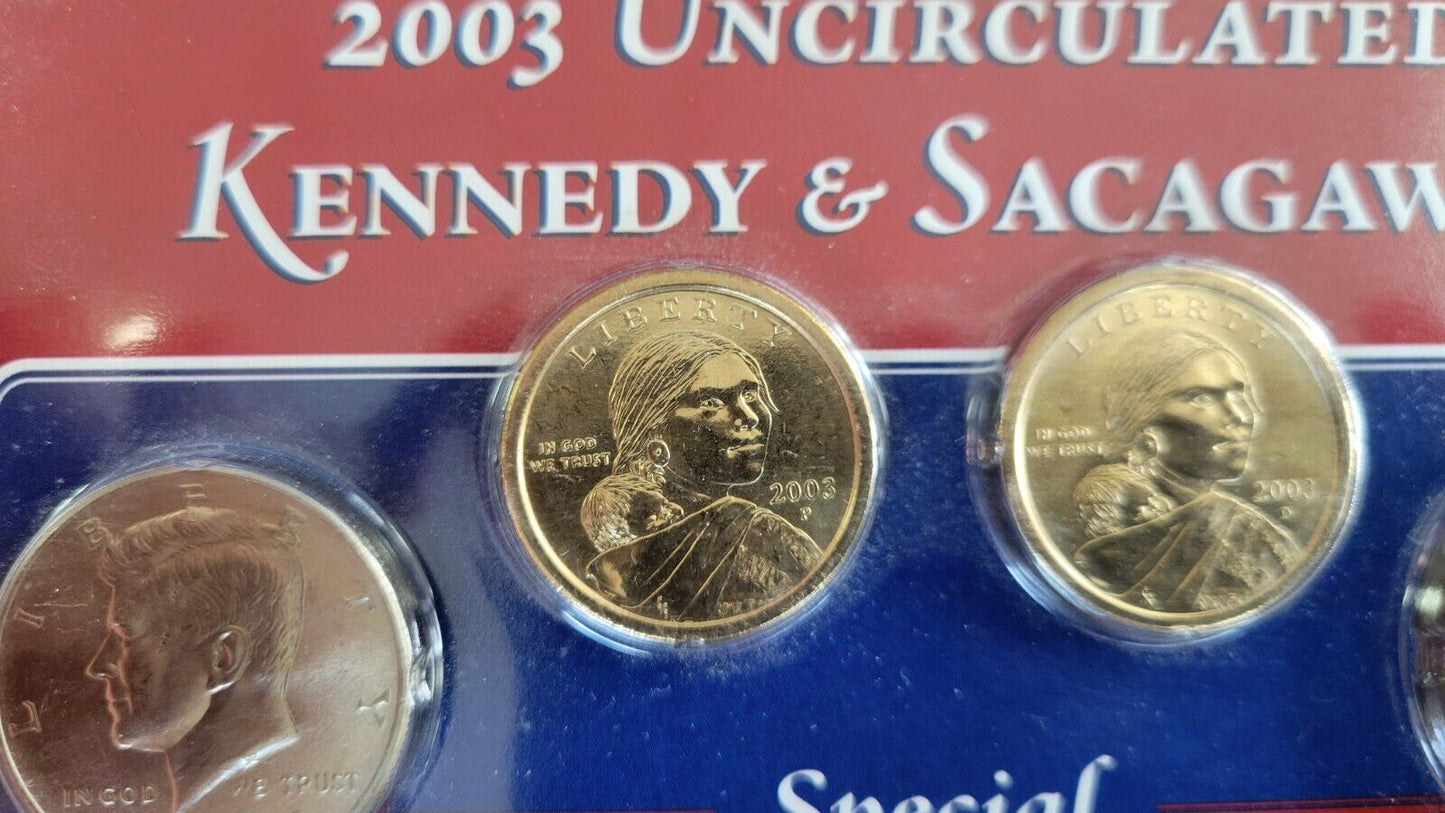 2003 UNCIRCULATED
KENNEDY & SACAGAW
LIBERTY
IN GOD
WE TRUST
2003
P
LIBERTY
IN GOD
WE TRUST
2003
D
LIBERTY
IN GOD WE TRUST
Special